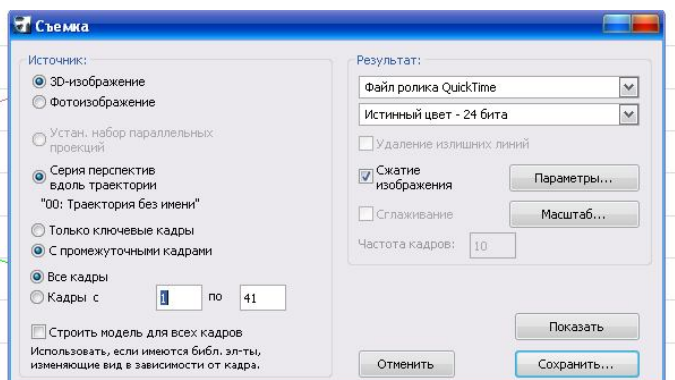 Съемка
Источник:
3D-изображение
Фотоизображение
Устан. набор параллельных
проекций
Серия перспектив
вдоль траектории
"00: Траектория без имени"
Только ключевые кадры
С промежуточными кадрами
Все кадры
Кадры с 1 по 41
Строить модель для всех кадров
Использовать, если имеются библ. эл-ты,
изменяющие вид в зависимости от кадра.
Результат:
Файл ролика QuickTime
Истинный цвет - 24 бита
Удаление излишних линий
Сжатие
изображения
Параметры...
Сглаживание
Масштаб...
Частота кадров: 10
Показать
Отменить
Сохранить...